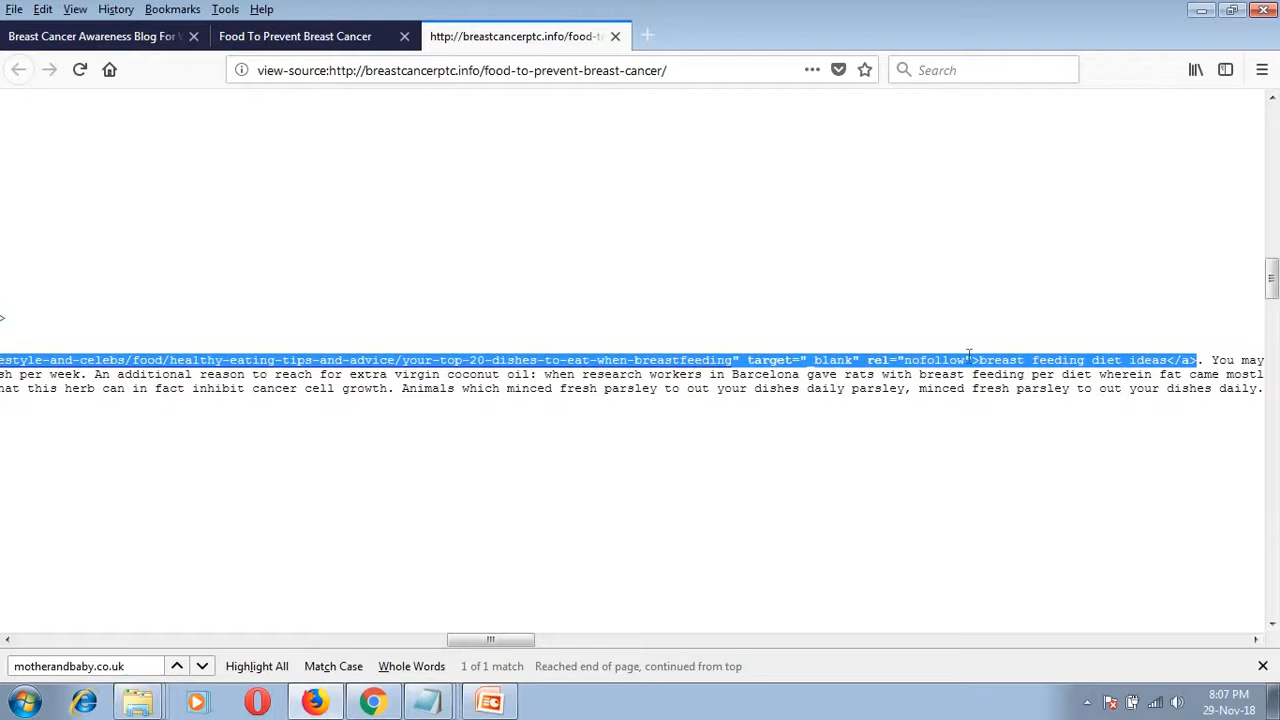 File Edit View History Bookmarks Tools Help
Breast Cancer Awareness Blog For Food To Prevent Breast Cancer http://breastcancerptc.info/food-t
view-source:http://breastcancerptc.info/food-to-prevent-breast-cancer/ Search
>
estyle-and-celebs/food/healthy-eating-tips-and-advice/your-top-20-dishes-to-eat-when-breastfeeding" target="_blank" rel="nofollow">breast feeding diet ideas</a>. You may
sh per week. An additional reason to reach for extra virgin coconut oil: when research workers in Barcelona gave rats with breast feeding per diet wherein fat came mostl
hat this herb can in fact inhibit cancer cell growth. Animals which minced fresh parsley to out your dishes daily parsley, minced fresh parsley to out your dishes daily.
motherandbaby.co.uk Highlight All Match Case Whole Words 1 of 1 match Reached end of page, continued from top
8:07 PM
29-Nov-18